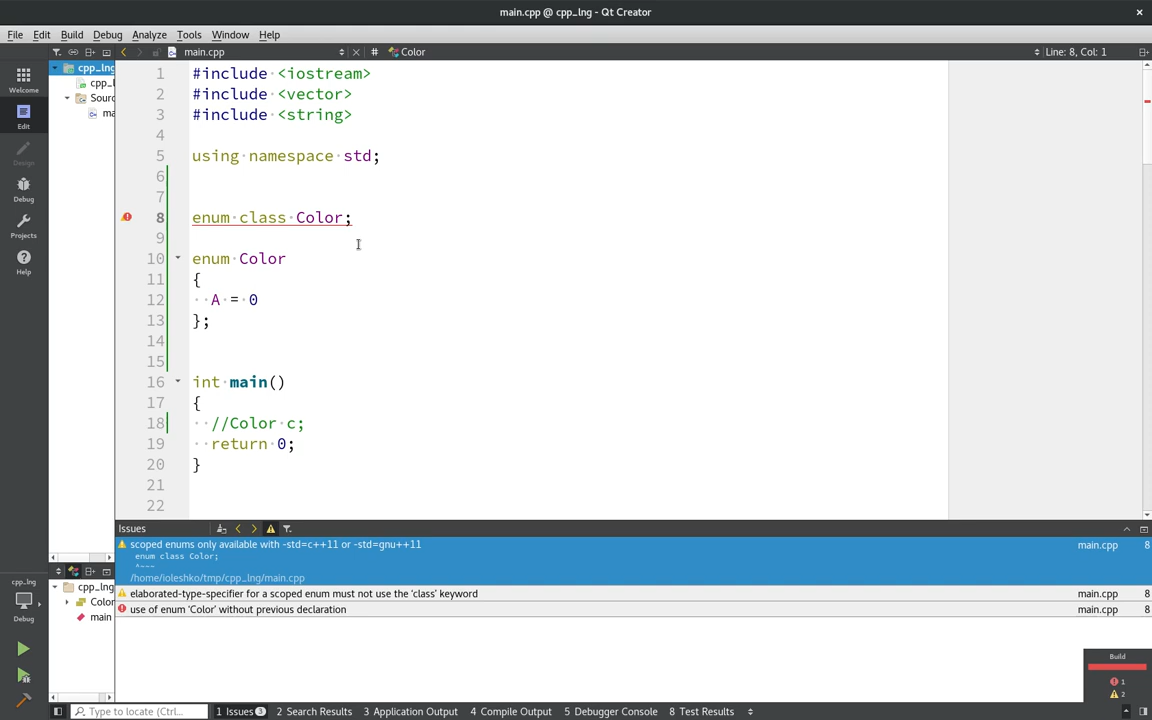 main.cpp @ cpp_lng - Qt Creator
×
File Edit Build Debug Analyze Tools Window Help
main.cpp × # Color Line: 8, Col: 1
Welcome
Edit
Design
Debug
Projects
Help
cpp_lng
cpp_l
Sourc
ma
1 #include <iostream>
2 #include <vector>
3 #include <string>
4
5 using namespace std;
6
7
8 enum class Color;
9
10 enum Color
11 {
12 A = 0
13 };
14
15
16 int main()
17 {
18 //Color c;
19 return 0;
20 }
21
22
Issues
scoped enums only available with -std=c++11 or -std=gnu++11 main.cpp 8
enum class Color;
^~~~
/home/ioleshko/tmp/cpp_lng/main.cpp
elaborated-type-specifier for a scoped enum must not use the 'class' keyword main.cpp 8
use of enum 'Color' without previous declaration main.cpp 8
cpp_lng
Debug
cpp_lng
Color
main
Build
1
2
Type to locate (Ctrl... 1 Issues 3 2 Search Results 3 Application Output 4 Compile Output 5 Debugger Console 8 Test Results